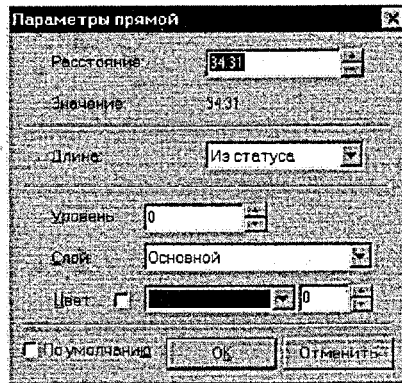 Параметры прямой
Расстояние: 34.31
Значение: 34.31
Длина: Из статуса
Уровень: 0
Слой: Основной
Цвет: 0
По умолчанию ОК Отменить